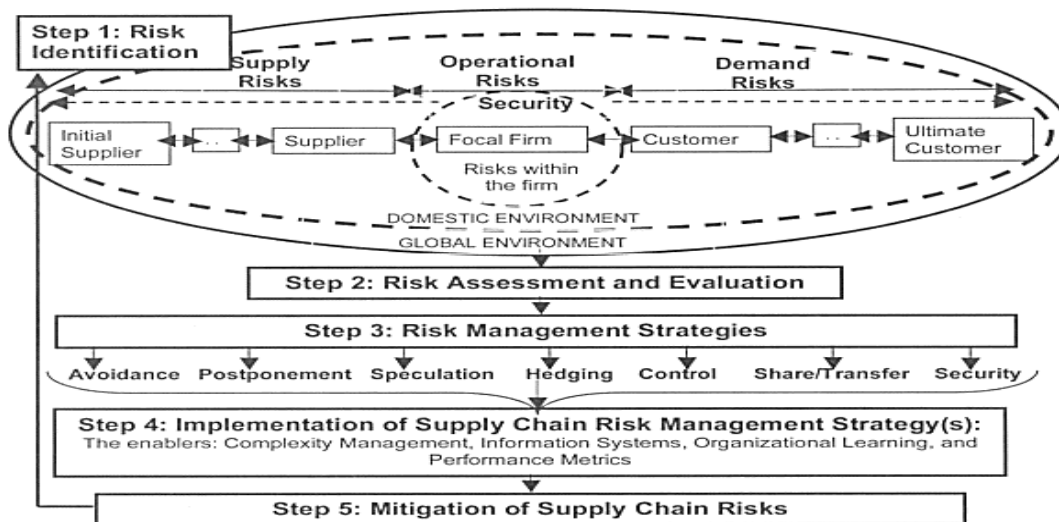 Step 1: Risk
Identification
Supply
Risks
Operational
Risks
Demand
Risks
Security
Initial
Supplier
. .
Supplier
Focal Firm
Customer
. .
Ultimate
Customer
Risks within
the firm
DOMESTIC ENVIRONMENT
GLOBAL ENVIRONMENT
Step 2: Risk Assessment and Evaluation
Step 3: Risk Management Strategies
Avoidance Postponement Speculation Hedging Control Share/Transfer Security
Step 4: Implementation of Supply Chain Risk Management Strategy(s):
The enablers: Complexity Management, Information Systems, Organizational Learning, and
Performance Metrics
Step 5: Mitigation of Supply Chain Risks